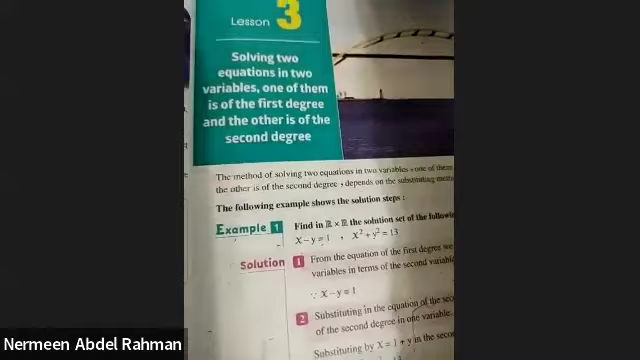 Lesson 3
Solving two
equations in two
variables, one of them
is of the first degree
and the other is of the
second degree
The method of solving two equations in two variables , one of them
the other is of the second degree , depends on the substituting
The following example shows the solution steps :
Example 1
Find in ℝ × ℝ the solution set of the
X – y = 1 , X² + y² = 13
Solution
1 From the equation of the first degree we
variables in terms of the second
∵ X – y = 1
2 Substituting in the equation of the
of the second degree in one variable.
Substituting by X = 1 + y in the
Nermeen Abdel Rahman